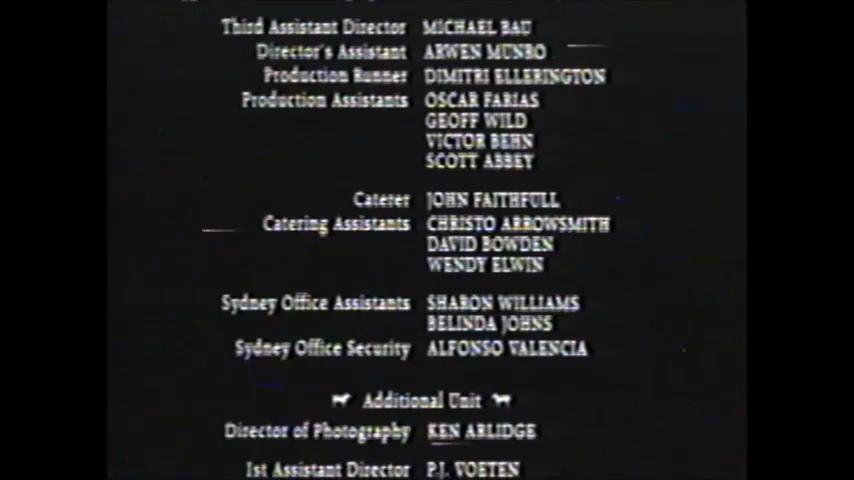 Third Assistant Director MICHAEL BAU
Director's Assistant ARWEN MUNRO
Production Runner DIMITRI ELLERINGTON
Production Assistants OSCAR FARIAS
GEOFF WILD
VICTOR BEHN
SCOTT ABBEY
Caterer JOHN FAITHFULL
Catering Assistants CHRISTO ARROWSMITH
DAVID BOWDEN
WENDY ELWIN
Sydney Office Assistants SHARON WILLIAMS
BELINDA JOHNS
Sydney Office Security ALFONSO VALENCIA
Additional Unit
Director of Photography KEN ARLIDGE
1st Assistant Director P.J. VOETEN